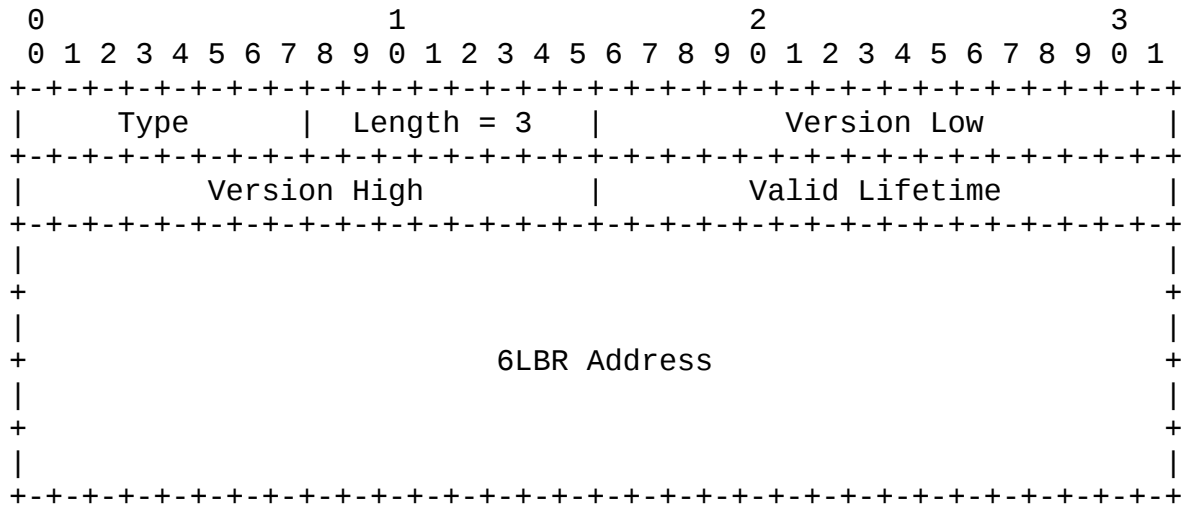 0                   1                   2                   3
0 1 2 3 4 5 6 7 8 9 0 1 2 3 4 5 6 7 8 9 0 1 2 3 4 5 6 7 8 9 0 1
+-+-+-+-+-+-+-+-+-+-+-+-+-+-+-+-+-+-+-+-+-+-+-+-+-+-+-+-+-+-+-+-+
|     Type      |  Length = 3   |          Version Low          |
+-+-+-+-+-+-+-+-+-+-+-+-+-+-+-+-+-+-+-+-+-+-+-+-+-+-+-+-+-+-+-+-+
|          Version High         |        Valid Lifetime         |
+-+-+-+-+-+-+-+-+-+-+-+-+-+-+-+-+-+-+-+-+-+-+-+-+-+-+-+-+-+-+-+-+
|                                                               |
+                                                               +
|                                                               |
+                          6LBR Address                         +
|                                                               |
+                                                               +
|                                                               |
+-+-+-+-+-+-+-+-+-+-+-+-+-+-+-+-+-+-+-+-+-+-+-+-+-+-+-+-+-+-+-+-+